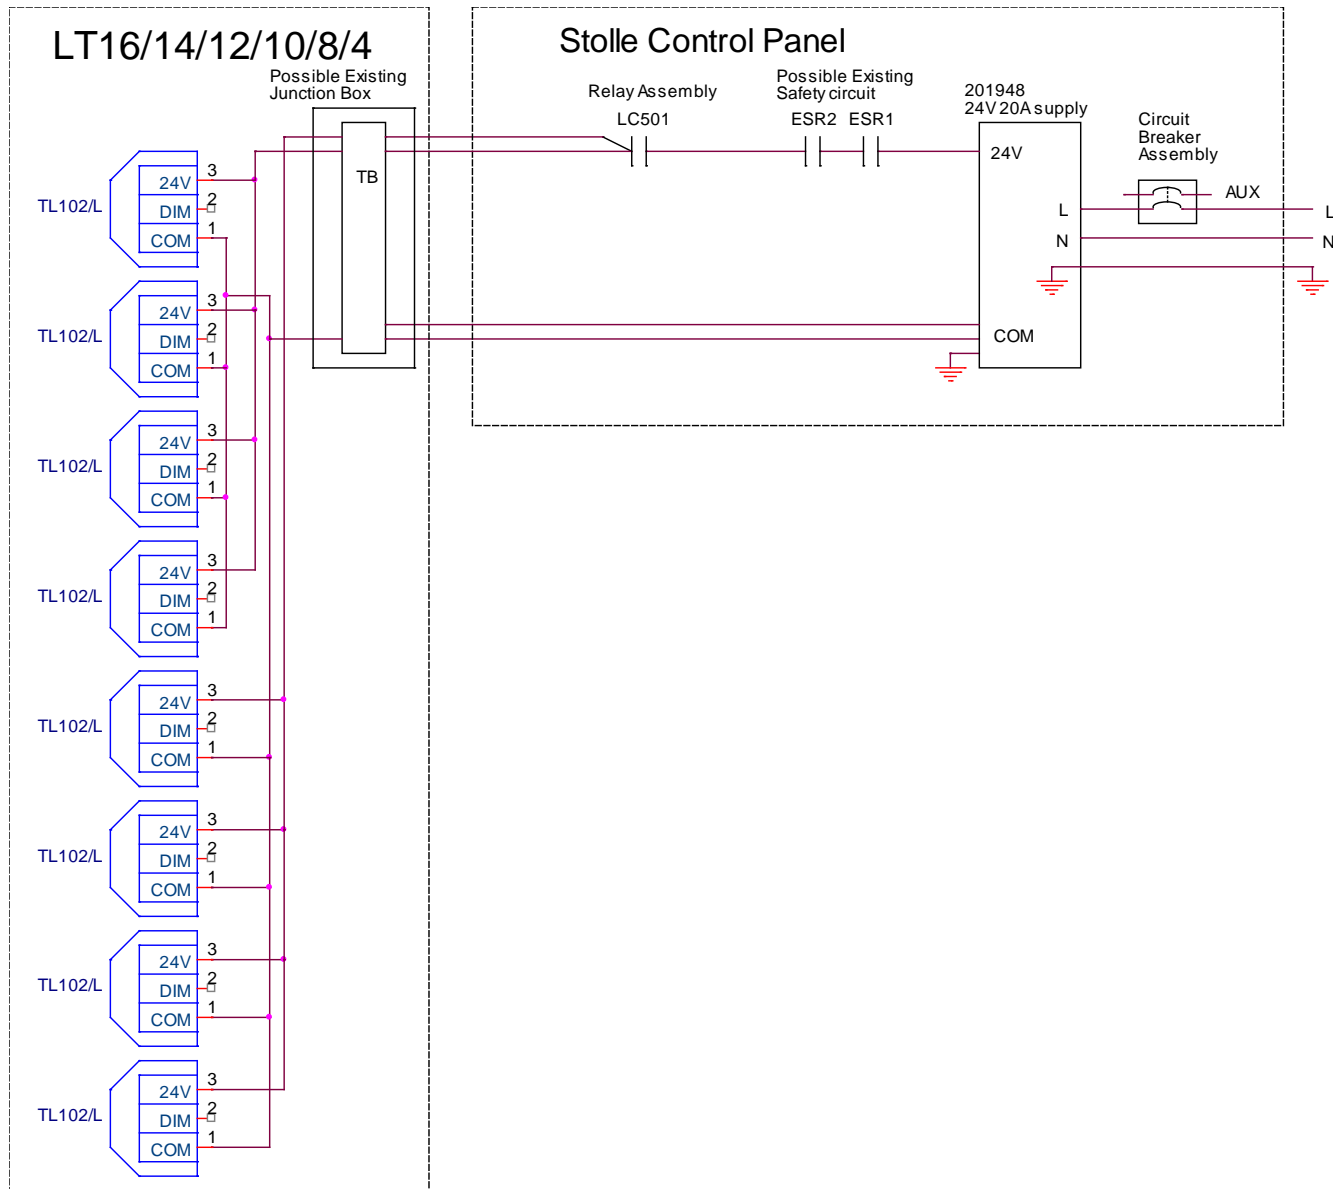 LT16/14/12/10/8/4
Possible Existing
Junction Box
TB
Stolle Control Panel
Relay Assembly
LC501
Possible Existing
Safety circuit
ESR2 ESR1
201948
24V 20A supply
24V
L
N
COM
Circuit
Breaker
Assembly
AUX
L
N
TL102/L
24V 3
DIM 2
COM 1
TL102/L
24V 3
DIM 2
COM 1
TL102/L
24V 3
DIM 2
COM 1
TL102/L
24V 3
DIM 2
COM 1
TL102/L
24V 3
DIM 2
COM 1
TL102/L
24V 3
DIM 2
COM 1
TL102/L
24V 3
DIM 2
COM 1
TL102/L
24V 3
DIM 2
COM 1